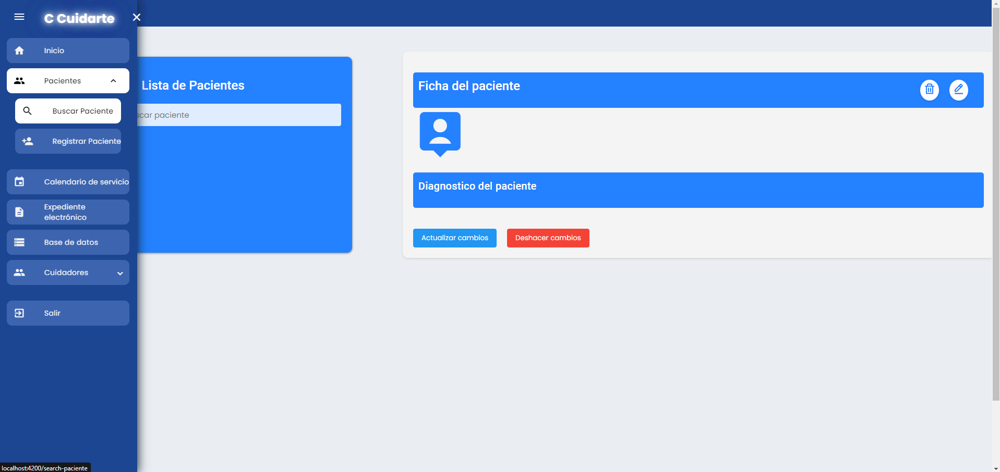 C Cuidarte
Inicio
Pacientes
Buscar Paciente
Registrar Paciente
Calendario de servicio
Expediente
electrónico
Base de datos
Cuidadores
Salir
Lista de Pacientes
scar paciente
Ficha del paciente
Diagnostico del paciente
Actualizar cambios
Deshacer cambios
localhost:4200/search-paciente